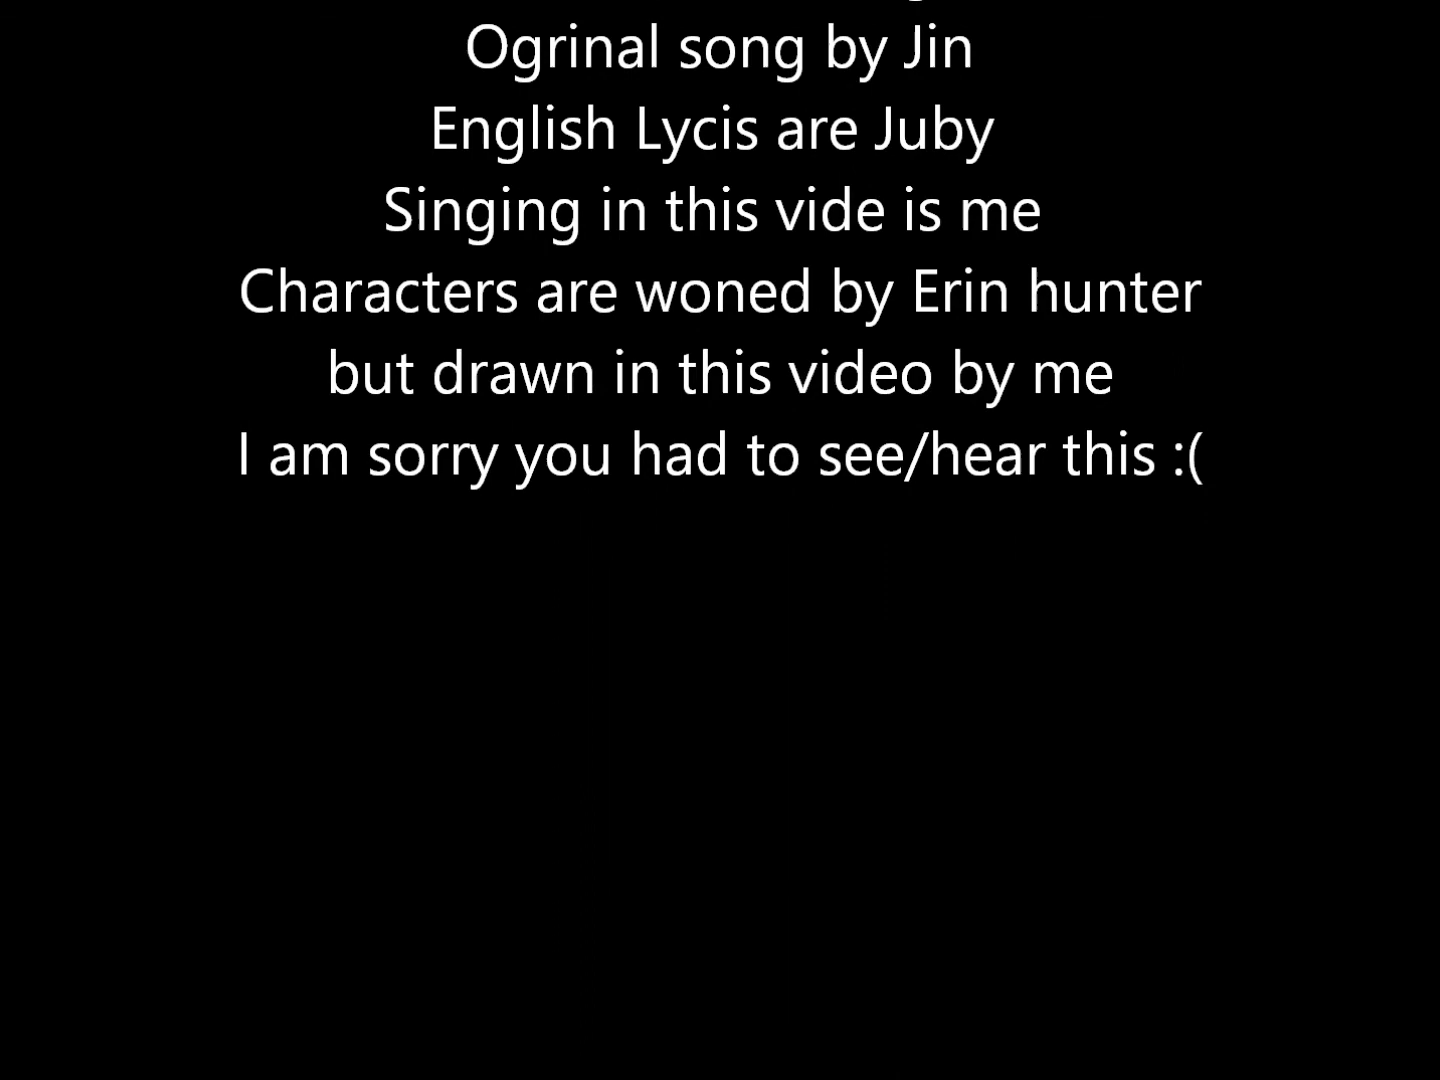 Ogrinal song by Jin
English Lycis are Juby
Singing in this vide is me
Characters are woned by Erin hunter
but drawn in this video by me
I am sorry you had to see/hear this :(